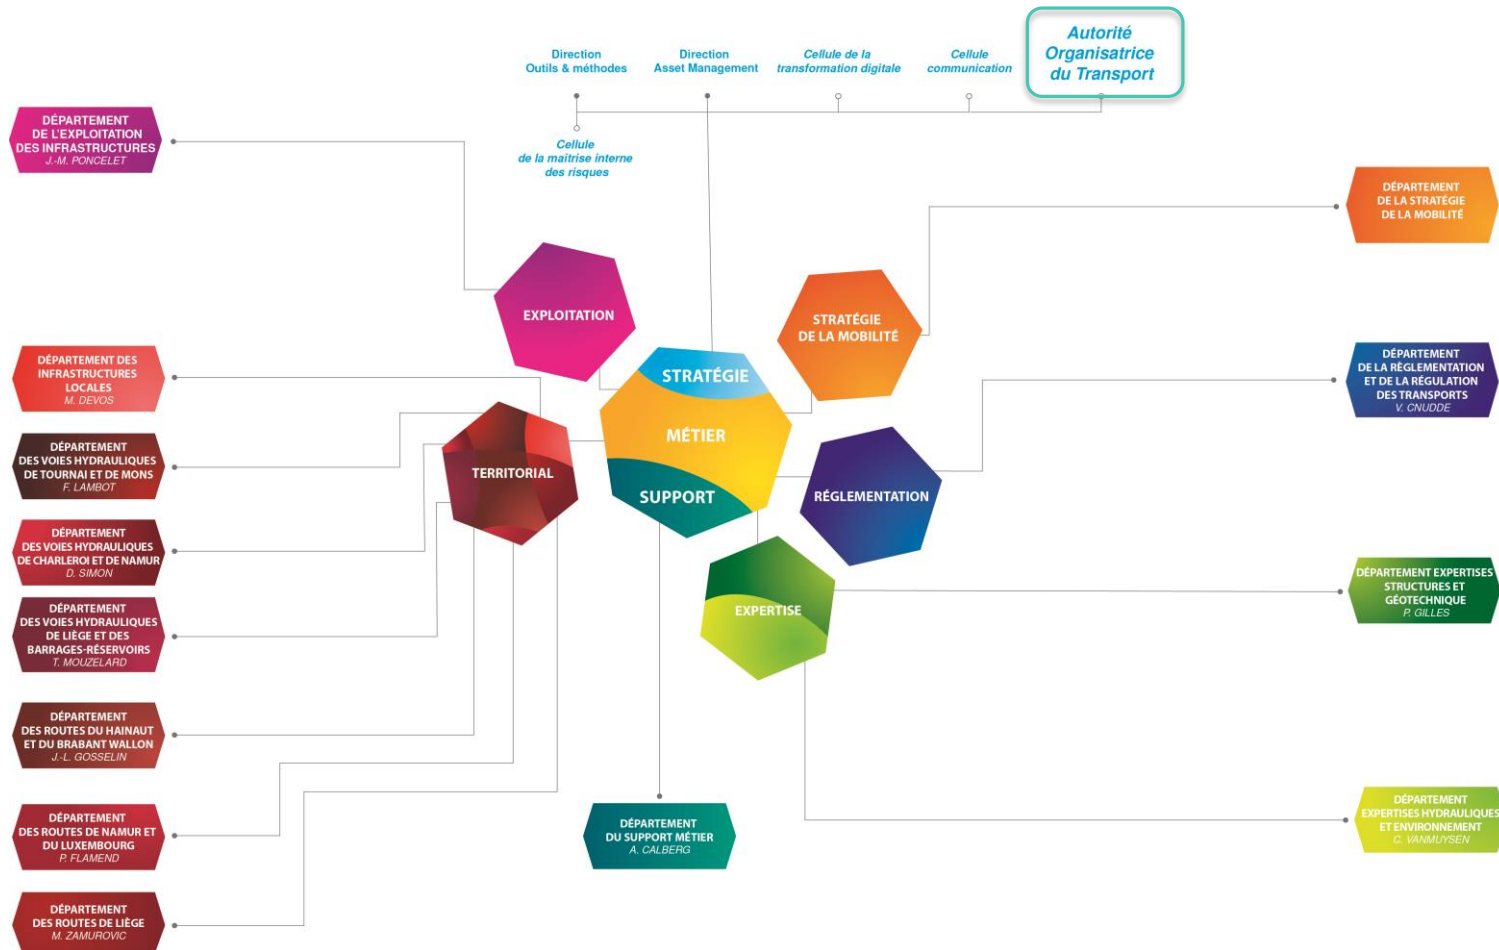 Direction
Outils & méthodes
Direction
Asset Management
Cellule de la
transformation digitale
Cellule
communication
Autorité
Organisatrice
du Transport
Cellule
de la maîtrise interne
des risques
DÉPARTEMENT
DE L'EXPLOITATION
DES INFRASTRUCTURES
J.-M. PONCELET
DÉPARTEMENT
DE LA STRATÉGIE
DE LA MOBILITÉ
EXPLOITATION
STRATÉGIE
DE LA MOBILITÉ
STRATÉGIE
MÉTIER
SUPPORT
TERRITORIAL
RÉGLEMENTATION
EXPERTISE
DÉPARTEMENT DES
INFRASTRUCTURES
LOCALES
M. DEVOS
DÉPARTEMENT
DES VOIES HYDRAULIQUES
DE TOURNAI ET DE MONS
F. LAMBOT
DÉPARTEMENT
DES VOIES HYDRAULIQUES
DE CHARLEROI ET DE NAMUR
D. SIMON
DÉPARTEMENT
DES VOIES HYDRAULIQUES
DE LIÈGE ET DES
BARRAGES-RÉSERVOIRS
T. MOUZELARD
DÉPARTEMENT
DES ROUTES DU HAINAUT
ET DU BRABANT WALLON
J.-L. GOSSELIN
DÉPARTEMENT
DES ROUTES DE NAMUR ET
DU LUXEMBOURG
P. FLAMEND
DÉPARTEMENT
DES ROUTES DE LIÈGE
M. ZAMUROVIC
DÉPARTEMENT
DU SUPPORT MÉTIER
A. CALBERG
DÉPARTEMENT
DE LA RÈGLEMENTATION
ET DE LA RÉGULATION
DES TRANSPORTS
V. CNUDDE
DÉPARTEMENT EXPERTISES
STRUCTURES ET
GÉOTECHNIQUE
P. GILLES
DÉPARTEMENT
EXPERTISES HYDRAULIQUES
ET ENVIRONNEMENT
C. VANMUYSEN